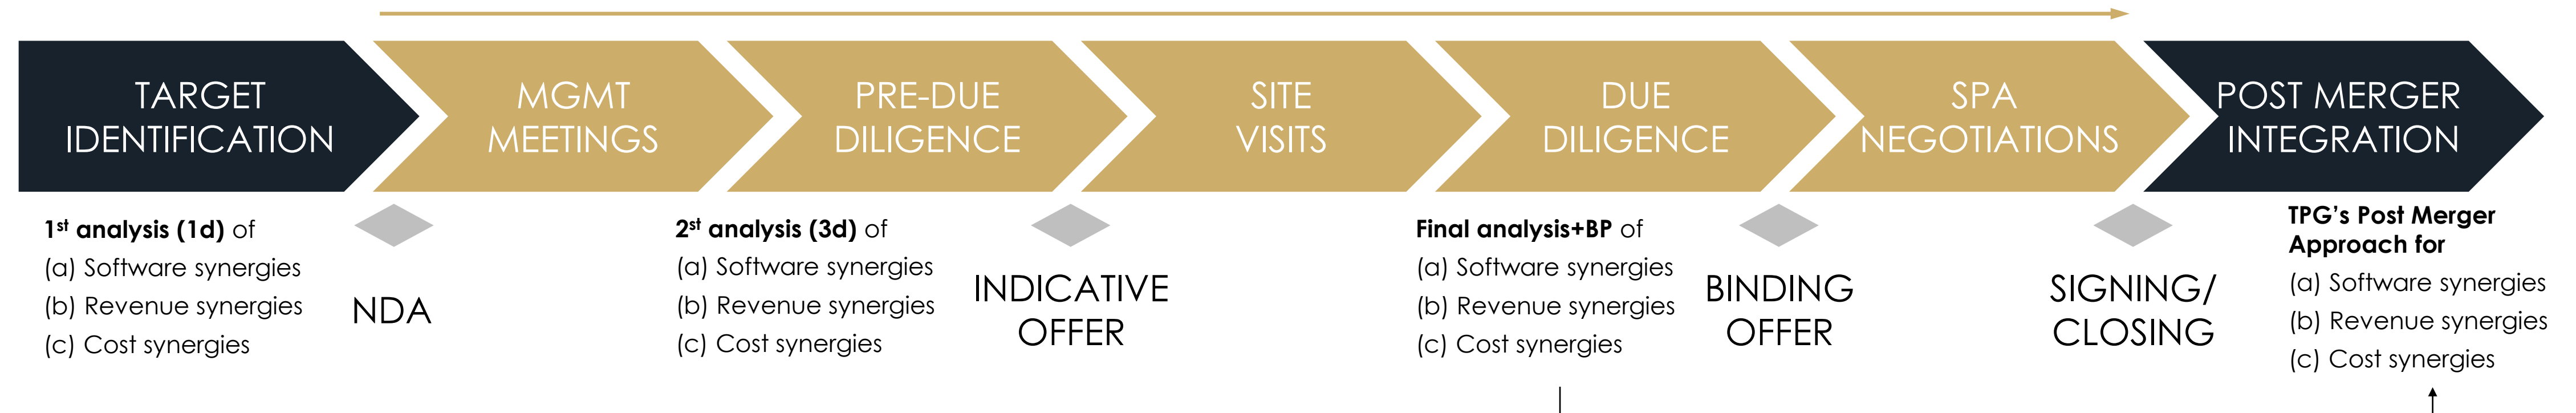 TARGET
IDENTIFICATION
MGMT
MEETINGS
PRE-DUE
DILIGENCE
SITE
VISITS
DUE
DILIGENCE
SPA
NEGOTIATIONS
POST MERGER
INTEGRATION
1st analysis (1d) of
(a) Software synergies
(b) Revenue synergies
(c) Cost synergies
NDA
2st analysis (3d) of
(a) Software synergies
(b) Revenue synergies
(c) Cost synergies
INDICATIVE
OFFER
Final analysis+BP of
(a) Software synergies
(b) Revenue synergies
(c) Cost synergies
BINDING
OFFER
SIGNING/
CLOSING
TPG’s Post Merger
Approach for
(a) Software synergies
(b) Revenue synergies
(c) Cost synergies